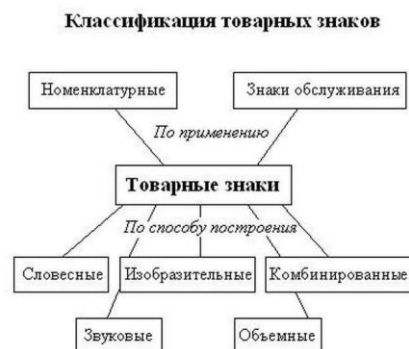 Классификация товарных знаков
Номенклатурные
Знаки обслуживания
По применению
Товарные знаки
По способу построения
Словесные
Изобразительные
Комбинированные
Звуковые
Объемные